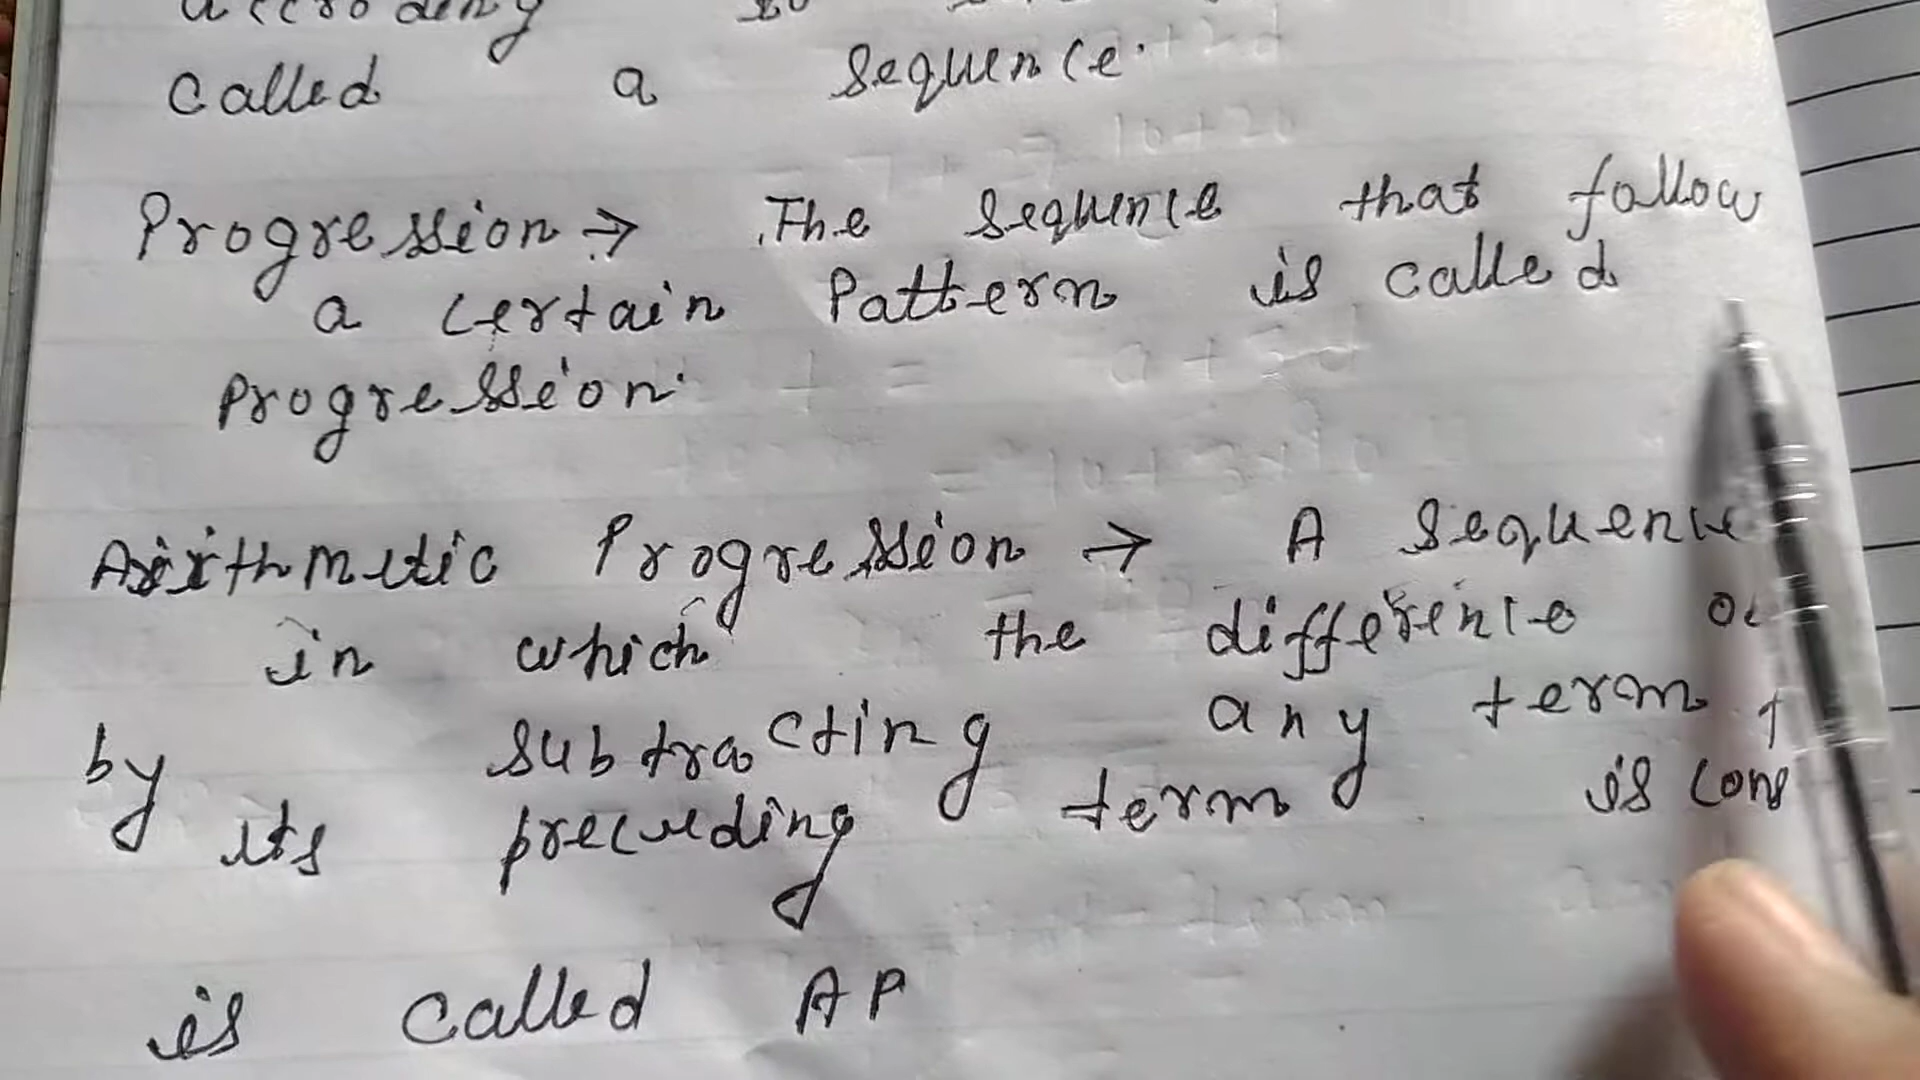 called a sequence.
Progression → The sequence that follow
a certain Pattern is called
progression.
Arithmetic Progression → A sequence
in which the difference
by subtracting any term
its preceding term is
is called AP